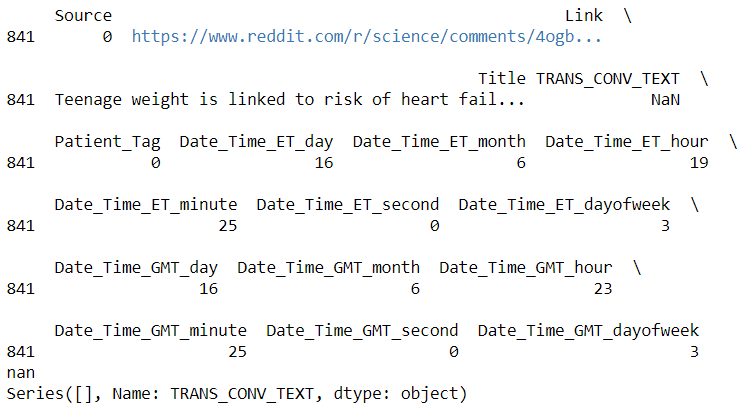 Source Link \
841 0 https://www.reddit.com/r/science/comments/4ogb...
Title TRANS_CONV_TEXT \
841 Teenage weight is linked to risk of heart fail... NaN
Patient_Tag Date_Time_ET_day Date_Time_ET_month Date_Time_ET_hour \
841 0 16 6 19
Date_Time_ET_minute Date_Time_ET_second Date_Time_ET_dayofweek \
841 25 0 3
Date_Time_GMT_day Date_Time_GMT_month Date_Time_GMT_hour \
841 16 6 23
Date_Time_GMT_minute Date_Time_GMT_second Date_Time_GMT_dayofweek
841 25 0 3
nan
Series([], Name: TRANS_CONV_TEXT, dtype: object)